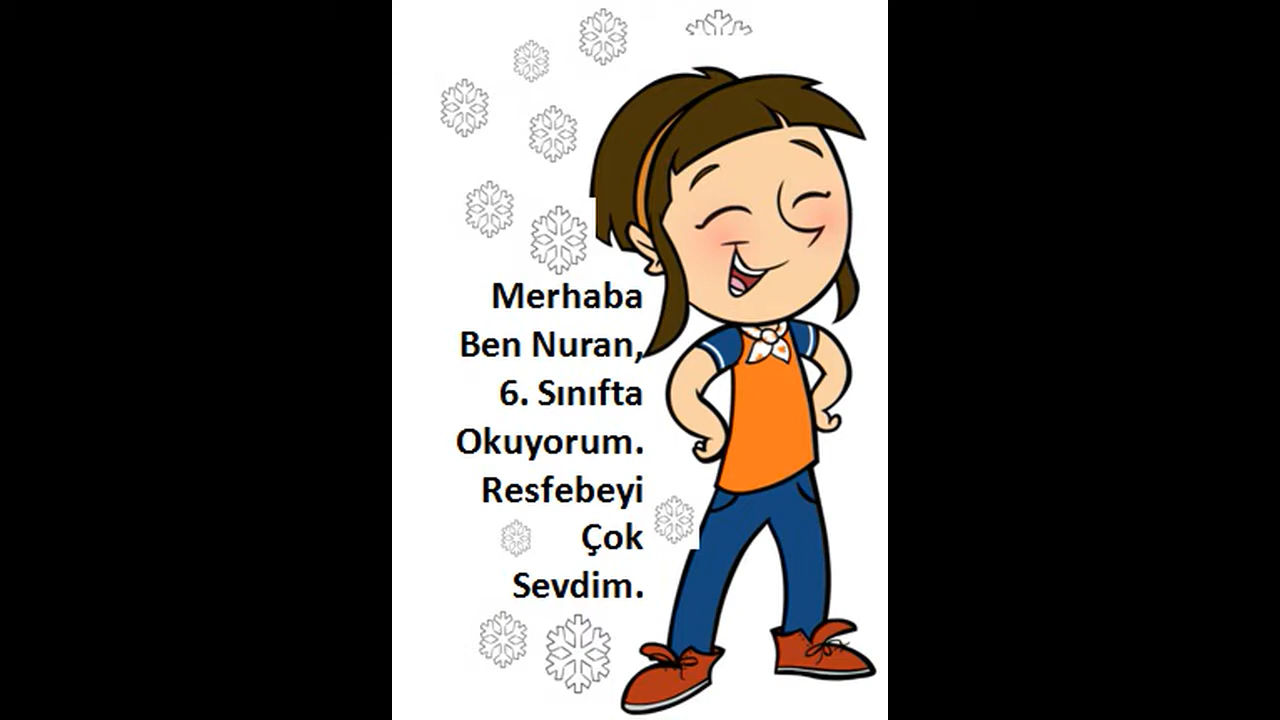 Merhaba
Ben Nuran,
6. Sınıfta
Okuyorum.
Resfebeyi
Çok
Sevdim.